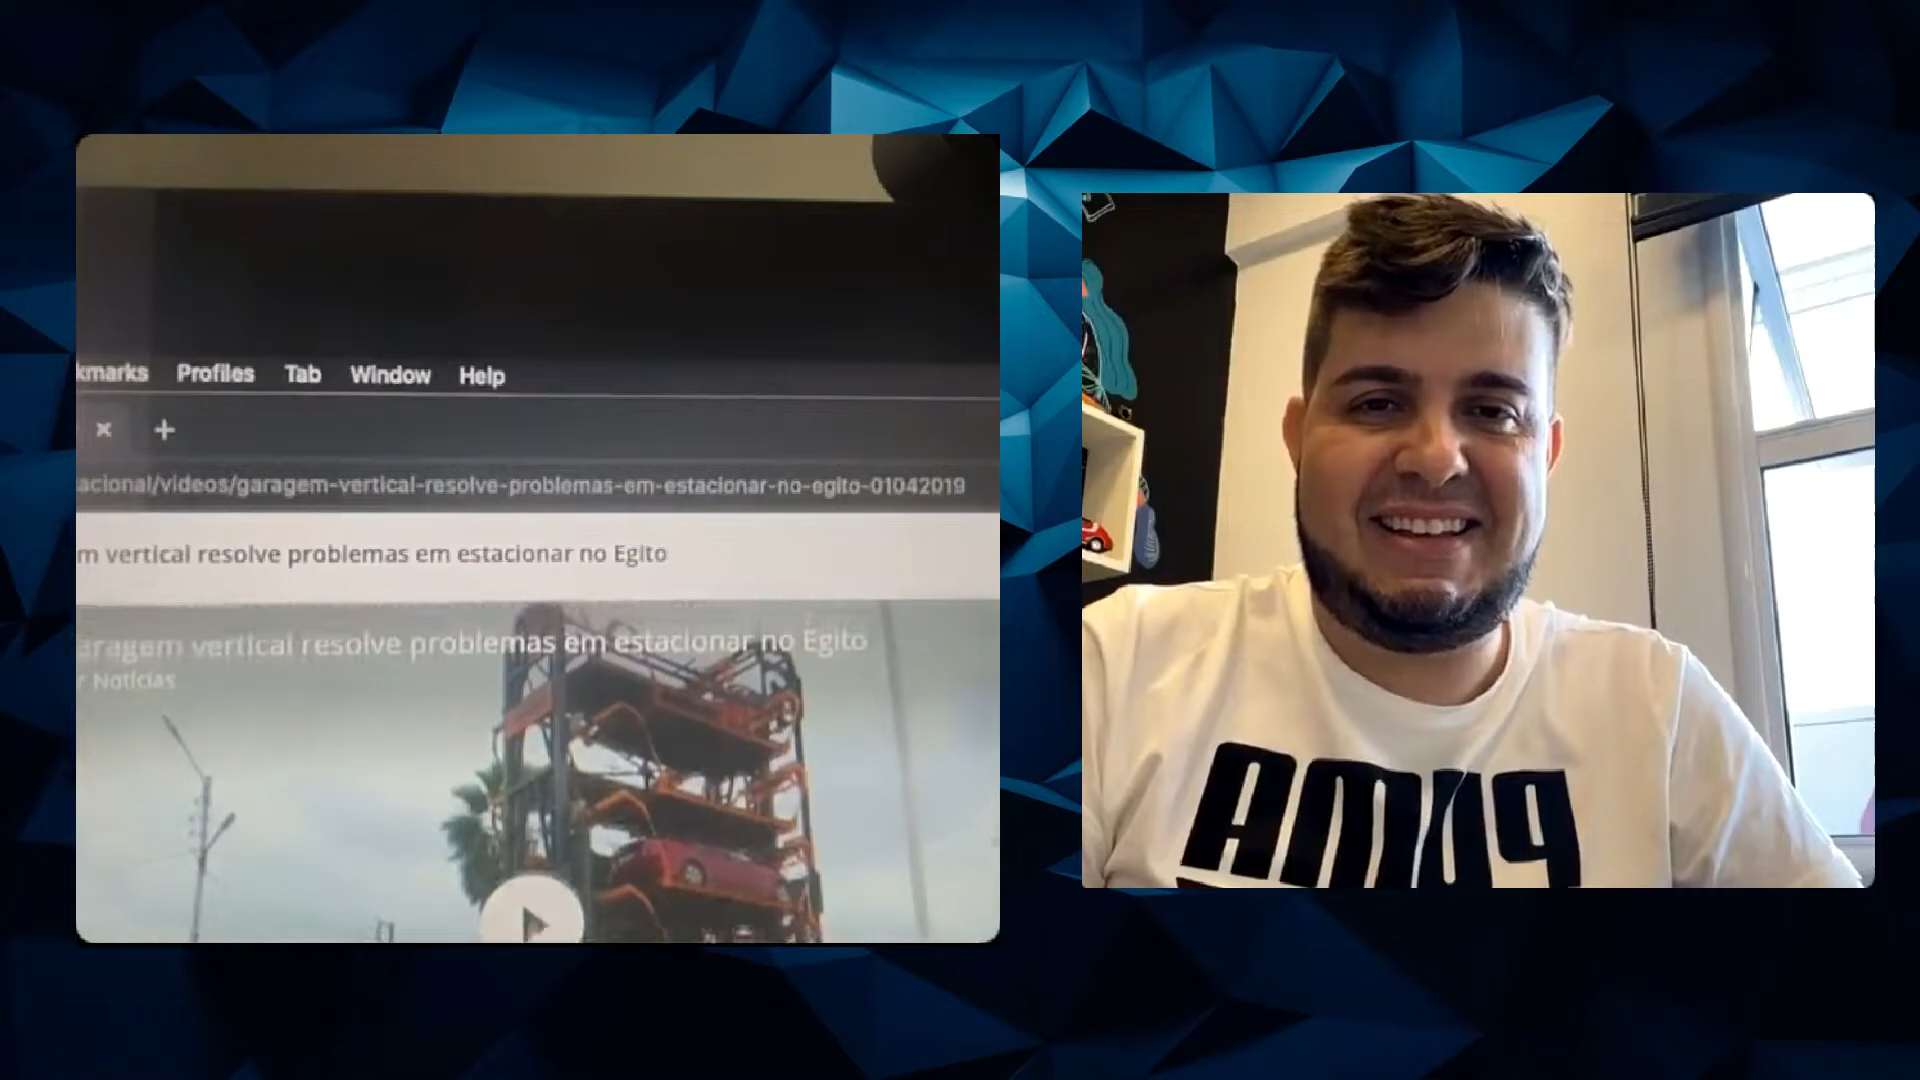 kmarks Profiles Tab Window Help
acional/videos/garagem-vertical-resolve-problemas-em-estacionar-no-egito-01042019
m vertical resolve problemas em estacionar no Egito
aragem vertical resolve problemas em estacionar no Egito
r Notícias